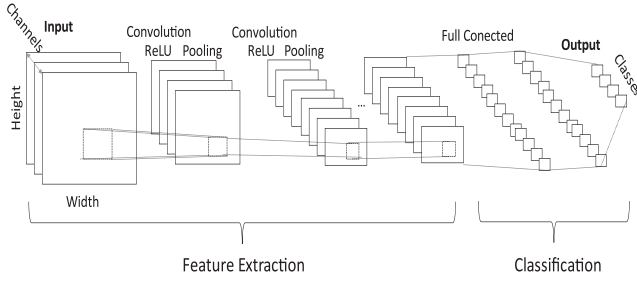 Channels
Input
Height
Width
Convolution
ReLU Pooling
Convolution
ReLU Pooling
...
Full Conected
Output
Classes
Feature Extraction
Classification